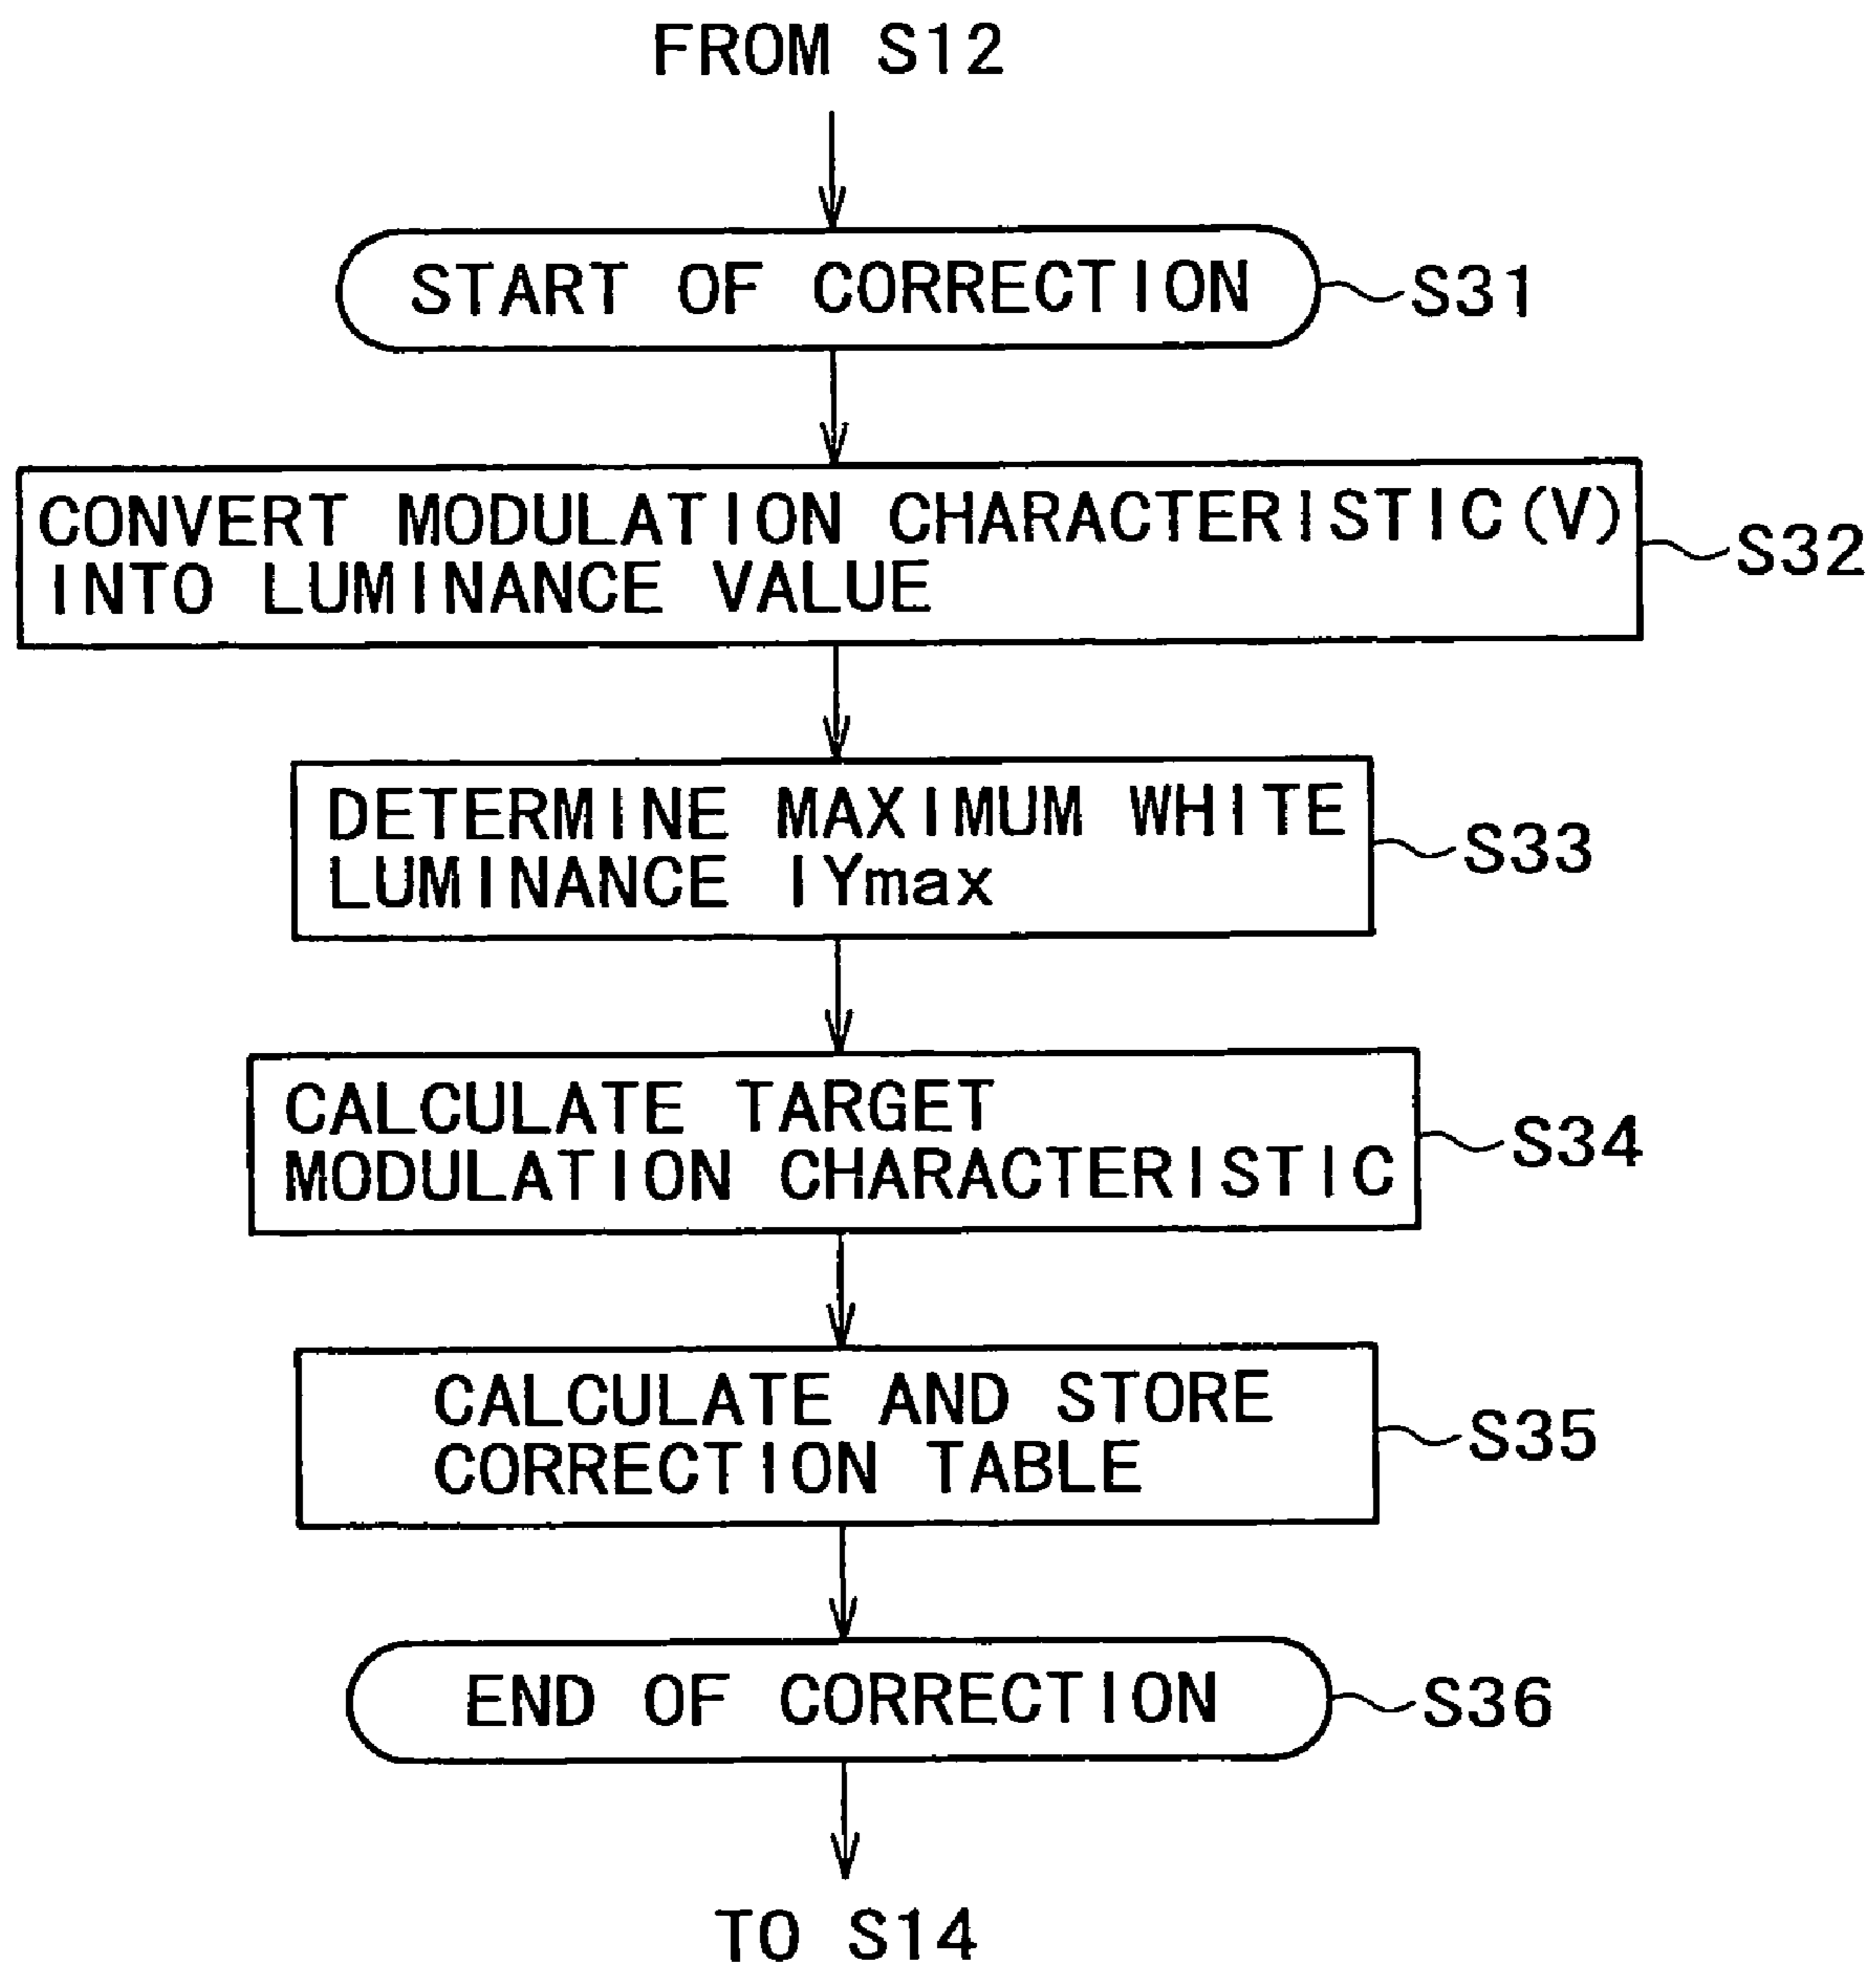 FROM S12
START OF CORRECTION
S31
CONVERT MODULATION CHARACTERISTIC(V)
INTO LUMINANCE VALUE
S32
DETERMINE MAXIMUM WHITE
LUMINANCE IYmax
S33
CALCULATE TARGET
MODULATION CHARACTERISTIC
S34
CALCULATE AND STORE
CORRECTION TABLE
S35
END OF CORRECTION
S36
TO S14